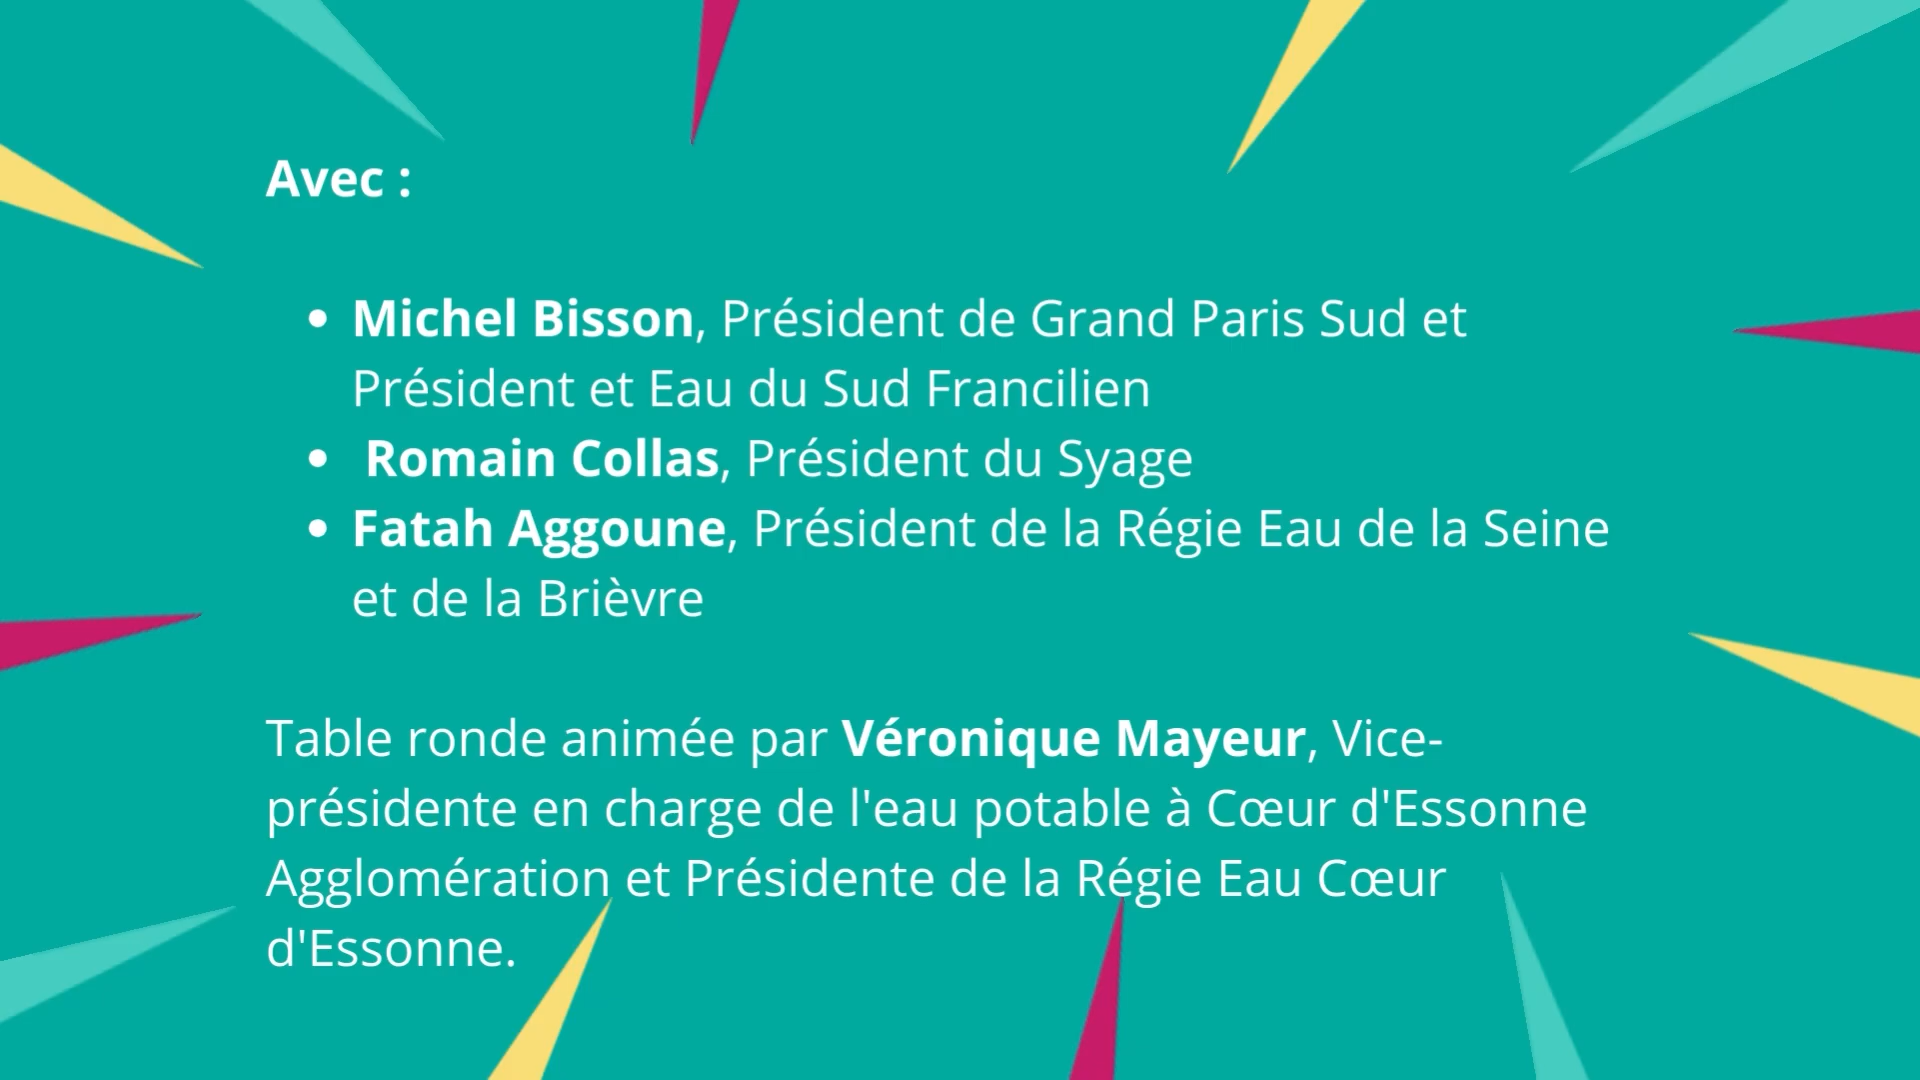 Avec :
• Michel Bisson, Président de Grand Paris Sud et
Président et Eau du Sud Francilien
• Romain Collas, Président du Syage
• Fatah Aggoune, Président de la Régie Eau de la Seine
et de la Brièvre
Table ronde animée par Véronique Mayeur, Vice-
présidente en charge de l'eau potable à Cœur d'Essonne
Agglomération et Présidente de la Régie Eau Cœur
d'Essonne.